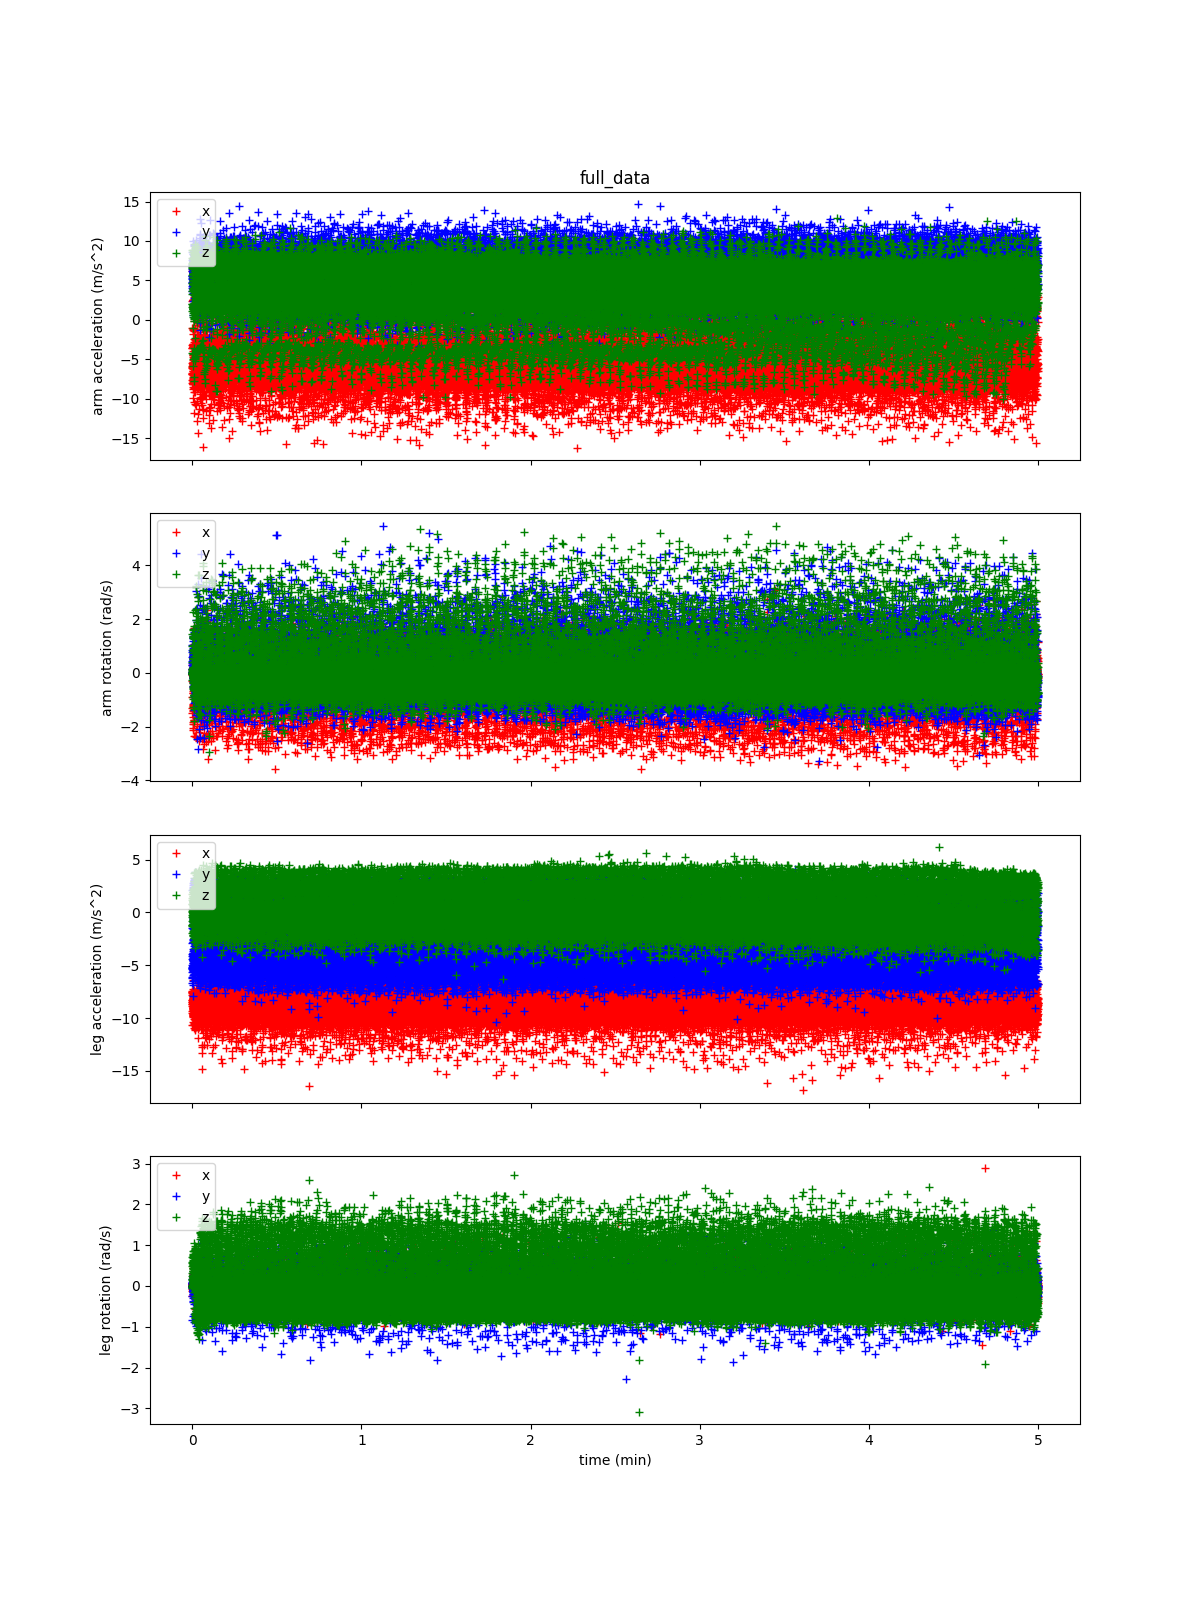 full_data
15
10
5
0
−5
−10
−15
arm acceleration (m/s^2)
x
y
z
4
2
0
−2
−4
arm rotation (rad/s)
x
y
z
5
0
−5
−10
−15
leg acceleration (m/s^2)
x
y
z
3
2
1
0
−1
−2
−3
leg rotation (rad/s)
x
y
z
0 1 2 3 4 5
time (min)